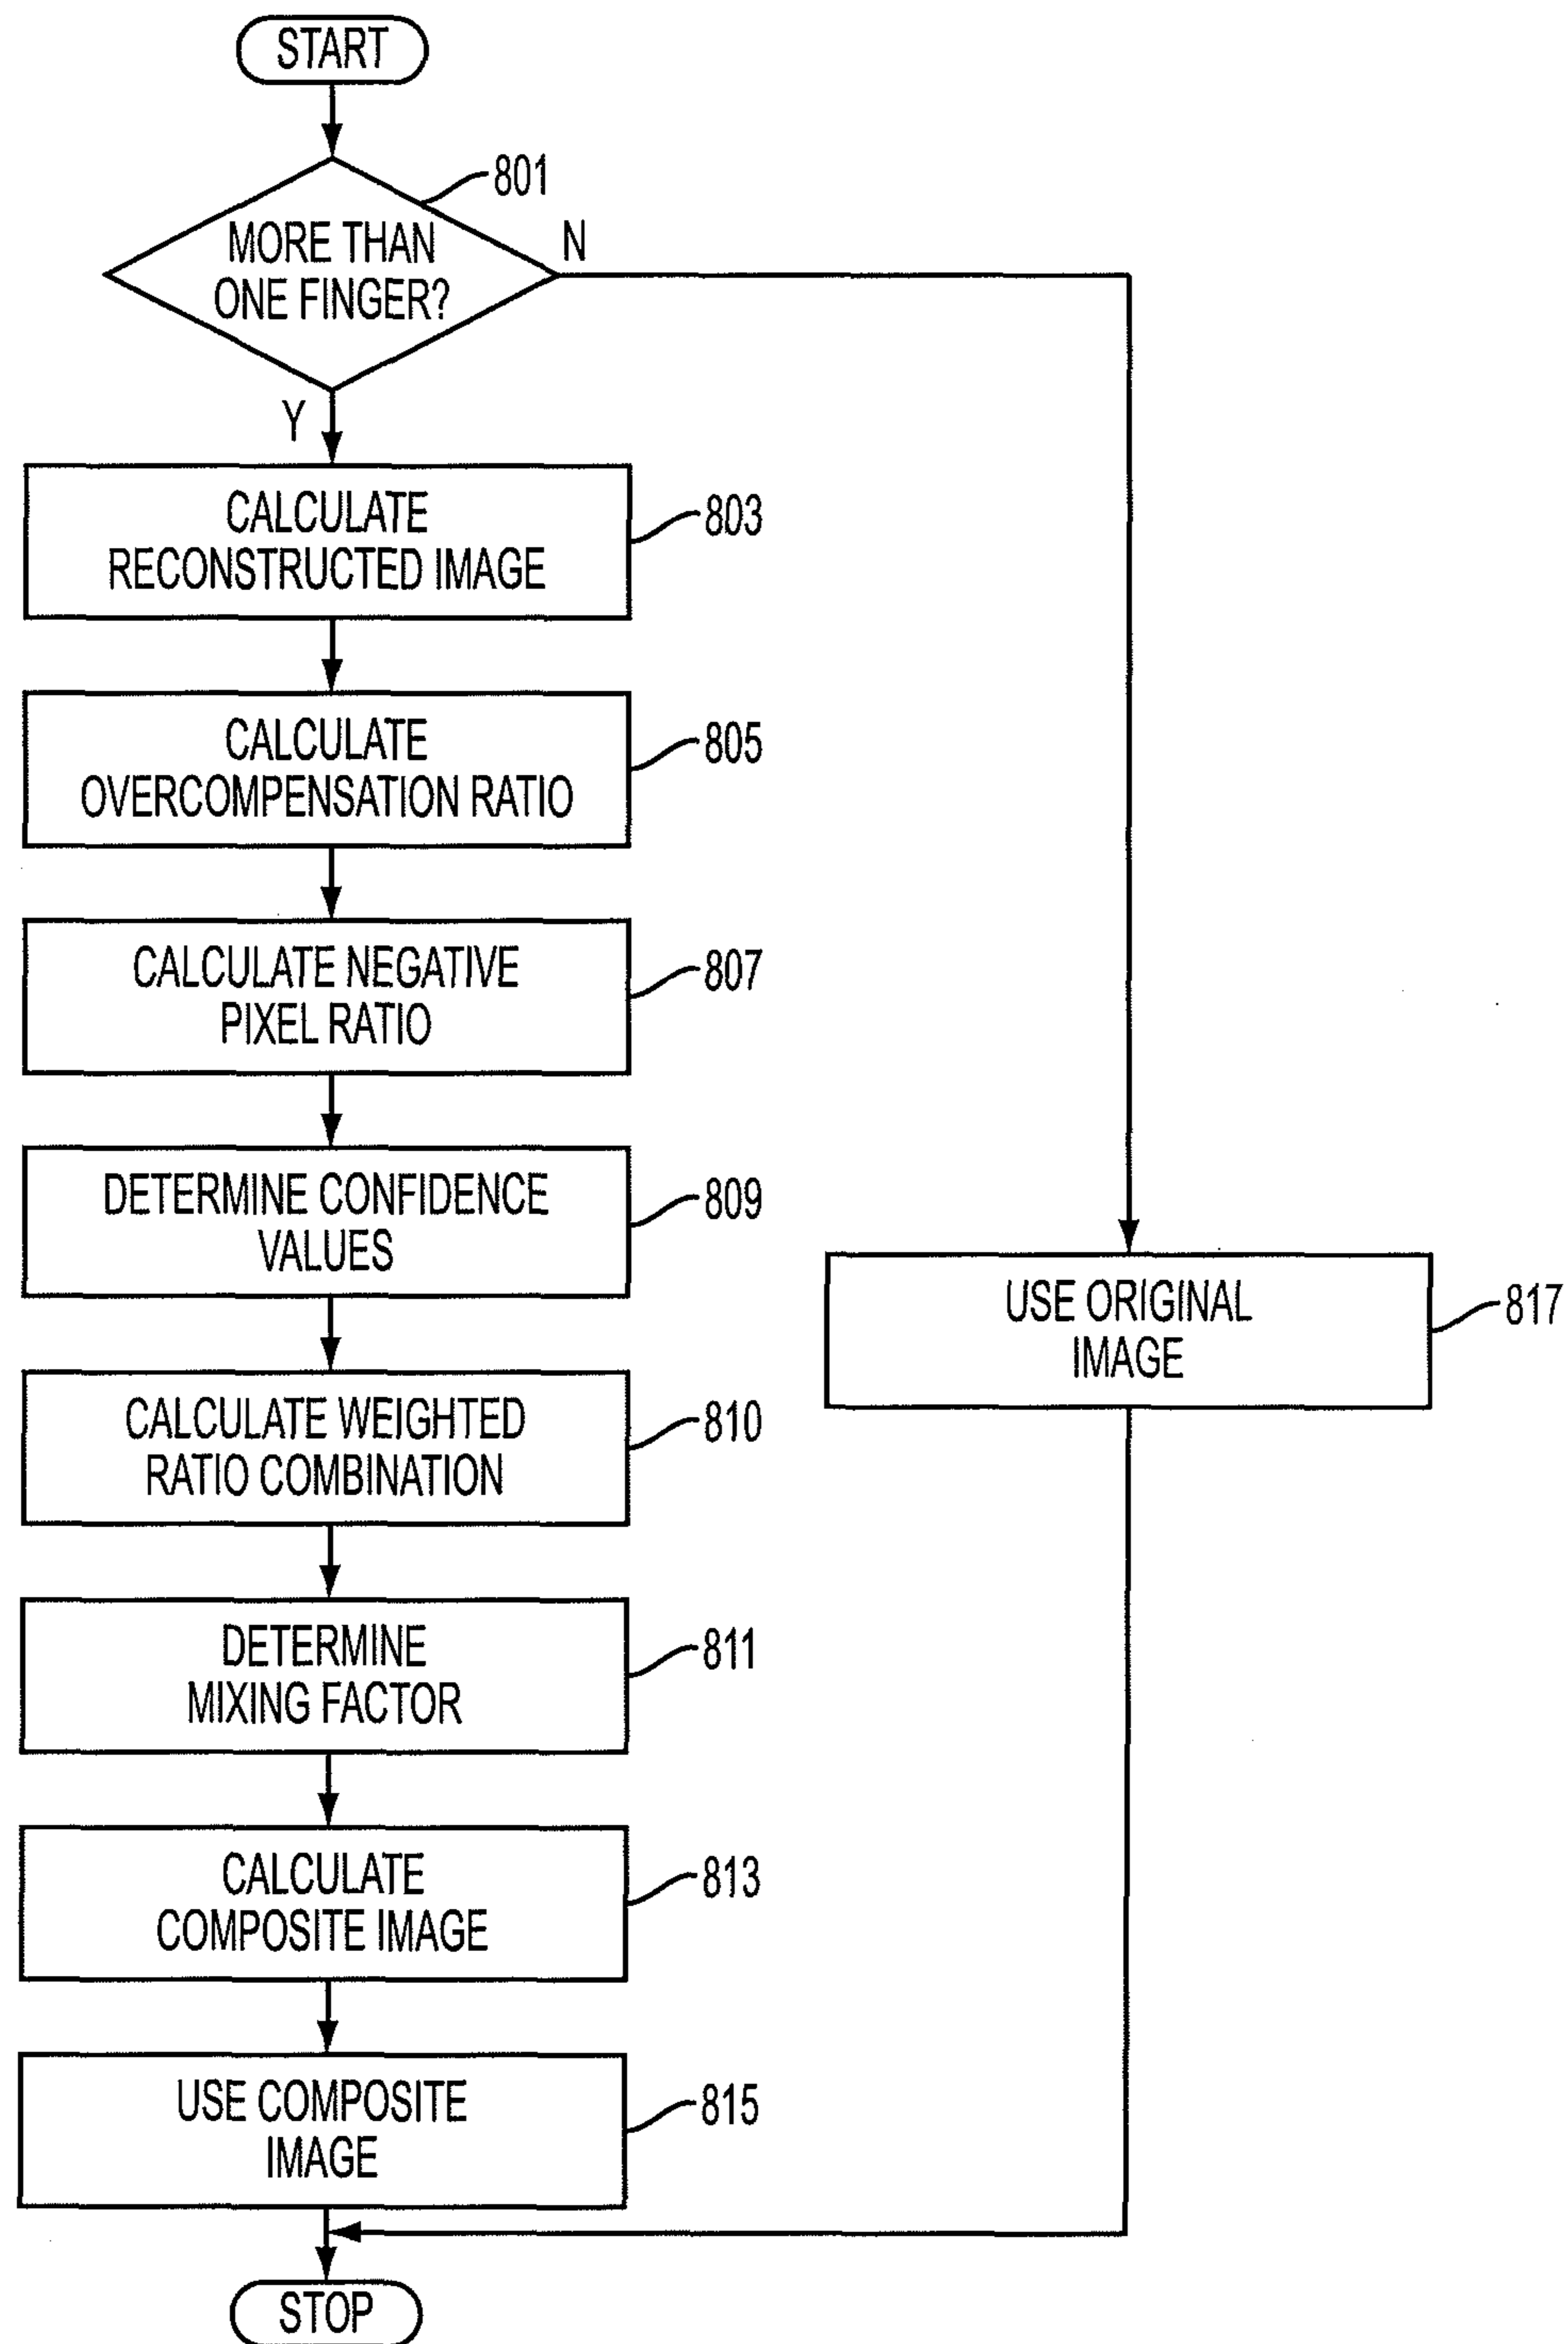 START
801
MORE THAN
ONE FINGER?
N
Y
CALCULATE
RECONSTRUCTED IMAGE
803
CALCULATE
OVERCOMPENSATION RATIO
805
CALCULATE NEGATIVE
PIXEL RATIO
807
DETERMINE CONFIDENCE
VALUES
809
USE ORIGINAL
IMAGE
817
CALCULATE WEIGHTED
RATIO COMBINATION
810
DETERMINE
MIXING FACTOR
811
CALCULATE
COMPOSITE IMAGE
813
USE COMPOSITE
IMAGE
815
STOP